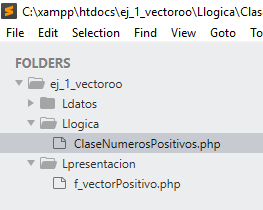 C:\xampp\htdocs\ej_1_vectoroo\Llogica\Clase
File Edit Selection Find View Goto To
FOLDERS
ej_1_vectoroo
Ldatos
Llogica
ClaseNumerosPositivos.php
Lpresentacion
f_vectorPositivo.php